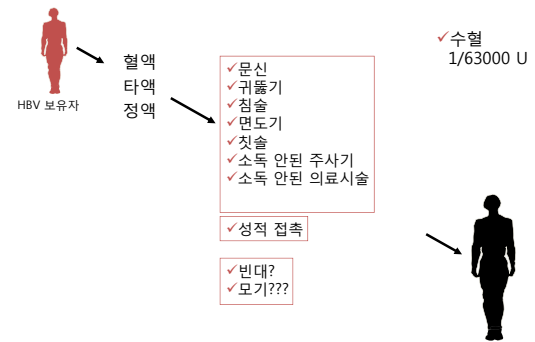 HBV 보유자
혈액
타액
정액
✓문신
✓귀뚫기
✓침술
✓면도기
✓칫솔
✓소독 안된 주사기
✓소독 안된 의료시술
✓성적 접촉
✓빈대?
✓모기???
✓수혈
1/63000 U